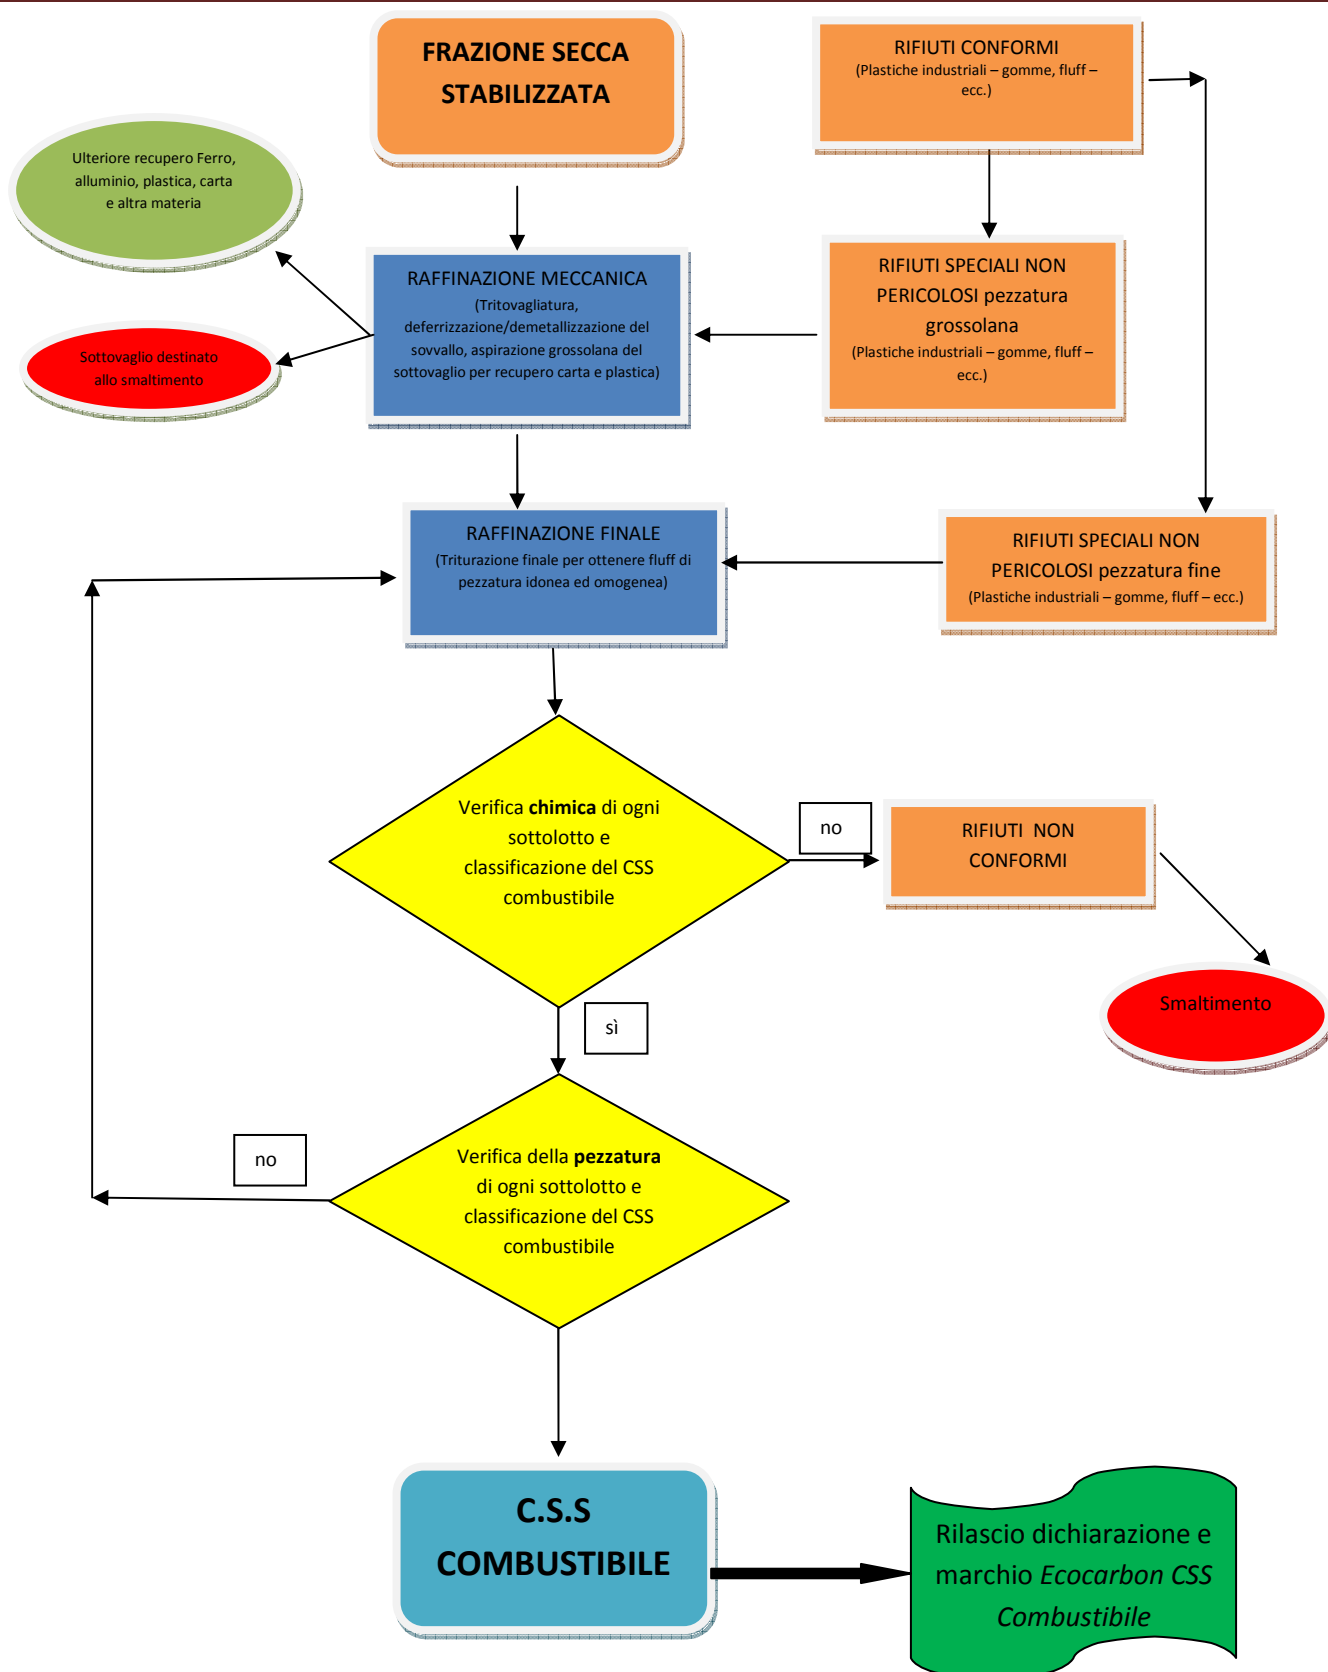 FRAZIONE SECCA
STABILIZZATA
RIFIUTI CONFORMI
(Plastiche industriali – gomme, fluff –
ecc.)
Ulteriore recupero Ferro,
alluminio, plastica, carta
e altra materia
RAFFINAZIONE MECCANICA
(Tritovagliatura,
deferrizzazione/demetallizzazione del
sovvallo, aspirazione grossolana del
sottovaglio per recupero carta e plastica)
RIFIUTI SPECIALI NON
PERICOLOSI pezzatura
grossolana
(Plastiche industriali – gomme, fluff –
ecc.)
Sottovaglio destinato
allo smaltimento
RAFFINAZIONE FINALE
(Triturazione finale per ottenere fluff di
pezzatura idonea ed omogenea)
RIFIUTI SPECIALI NON
PERICOLOSI pezzatura fine
(Plastiche industriali – gomme, fluff – ecc.)
Verifica chimica di ogni
sottolotto e
classificazione del CSS
combustibile
no
RIFIUTI NON
CONFORMI
Smaltimento
sì
Verifica della pezzatura
di ogni sottolotto e
classificazione del CSS
combustibile
no
C.S.S
COMBUSTIBILE
Rilascio dichiarazione e
marchio Ecocarbon CSS
Combustibile